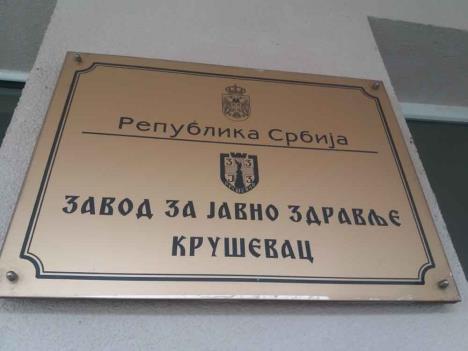 Република Србија
ЗАВОД ЗА ЈАВНО ЗДРАВЉЕ
КРУШЕВАЦ